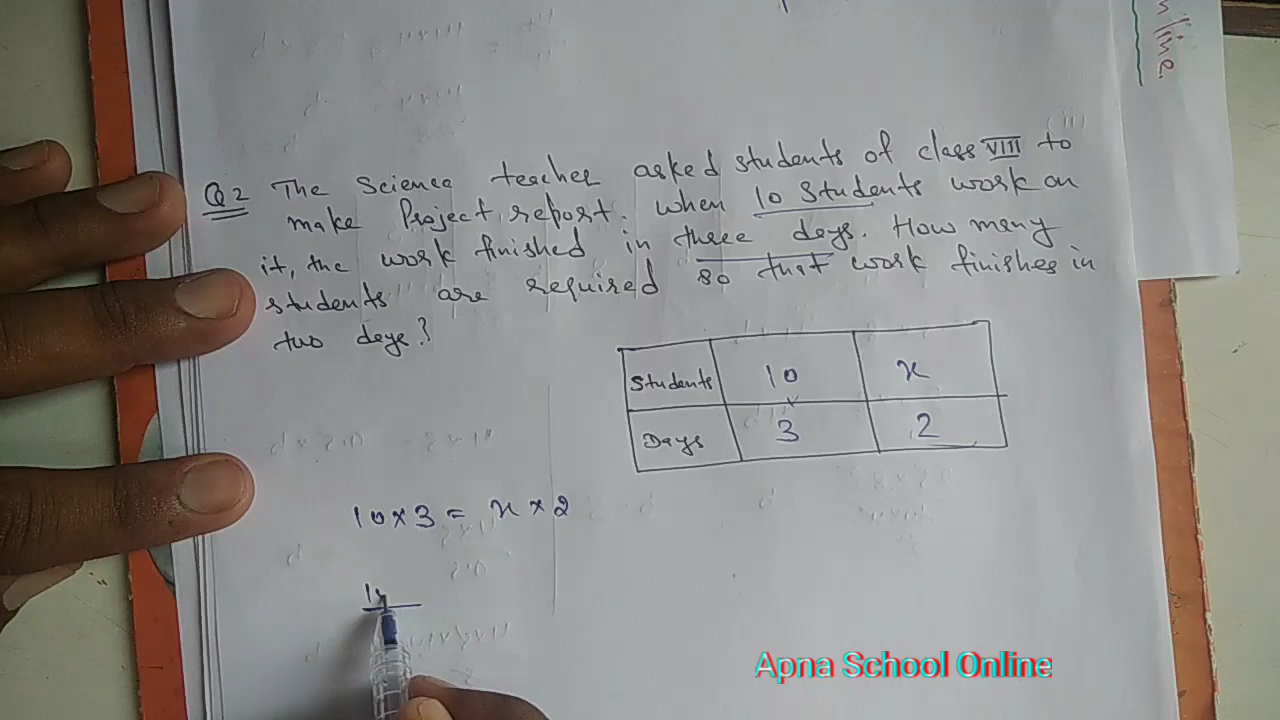 n line.
Q2 The Science teacher asked students of class VIII to
make Project report. when 10 students work on
it, the work finished in three days. How many
students are required so that work finishes in
two days?
Students 10 x
Days 3 2
10 × 3 = x × 2
Apna School Online